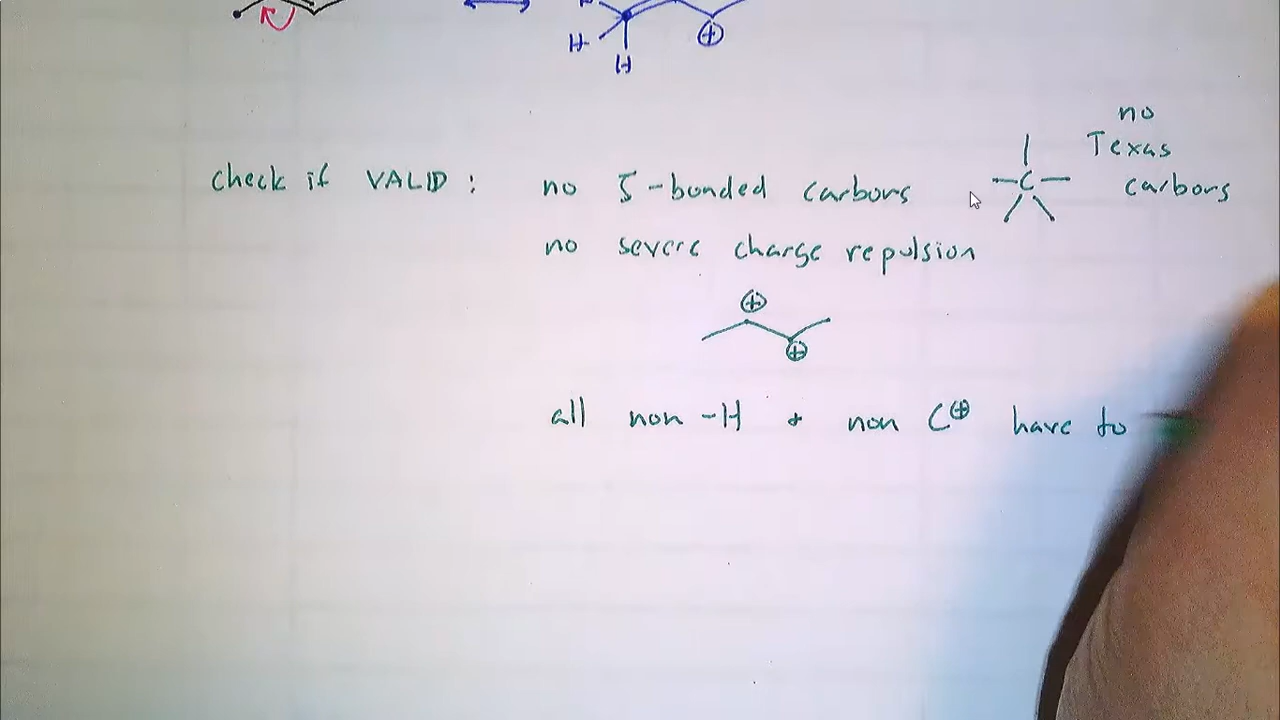 H
H
⊕
no
Texas
carbons
check if VALID :
no 5-bonded carbons
C
no severe charge repulsion
⊕
⊕
all non-H + non C⊕ have to